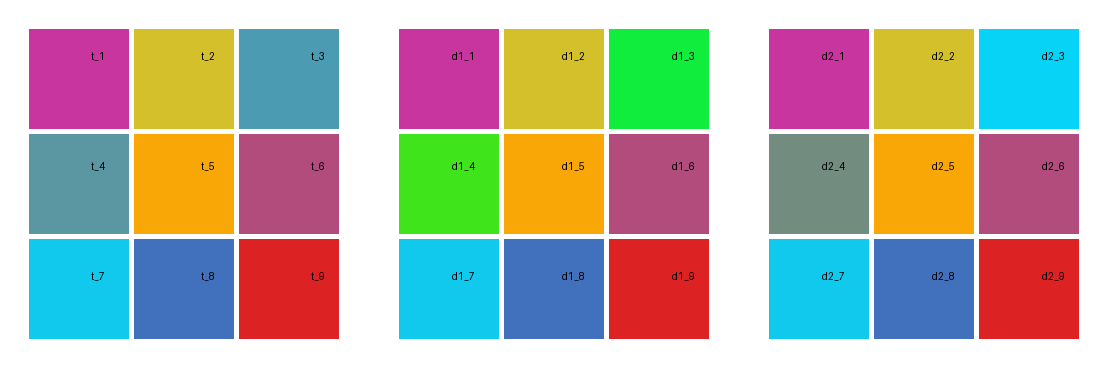 t_1 t_2 t_3 d1_1 d1_2 d1_3 d2_1 d2_2 d2_3
t_4 t_5 t_6 d1_4 d1_5 d1_6 d2_4 d2_5 d2_6
t_7 t_8 t_9 d1_7 d1_8 d1_9 d2_7 d2_8 d2_9